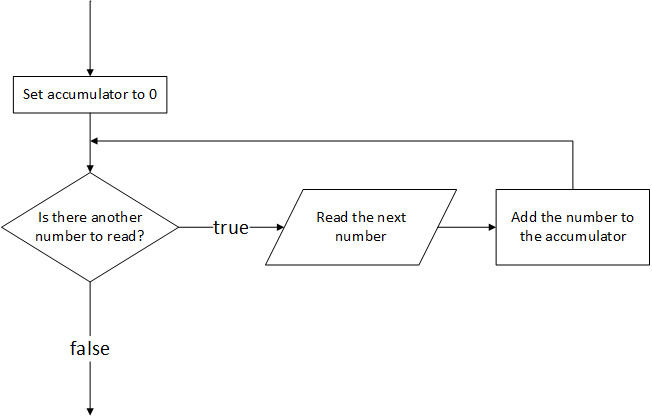 Set accumulator to 0
Is there another
number to read?
true
Read the next
number
Add the number to
the accumulator
false